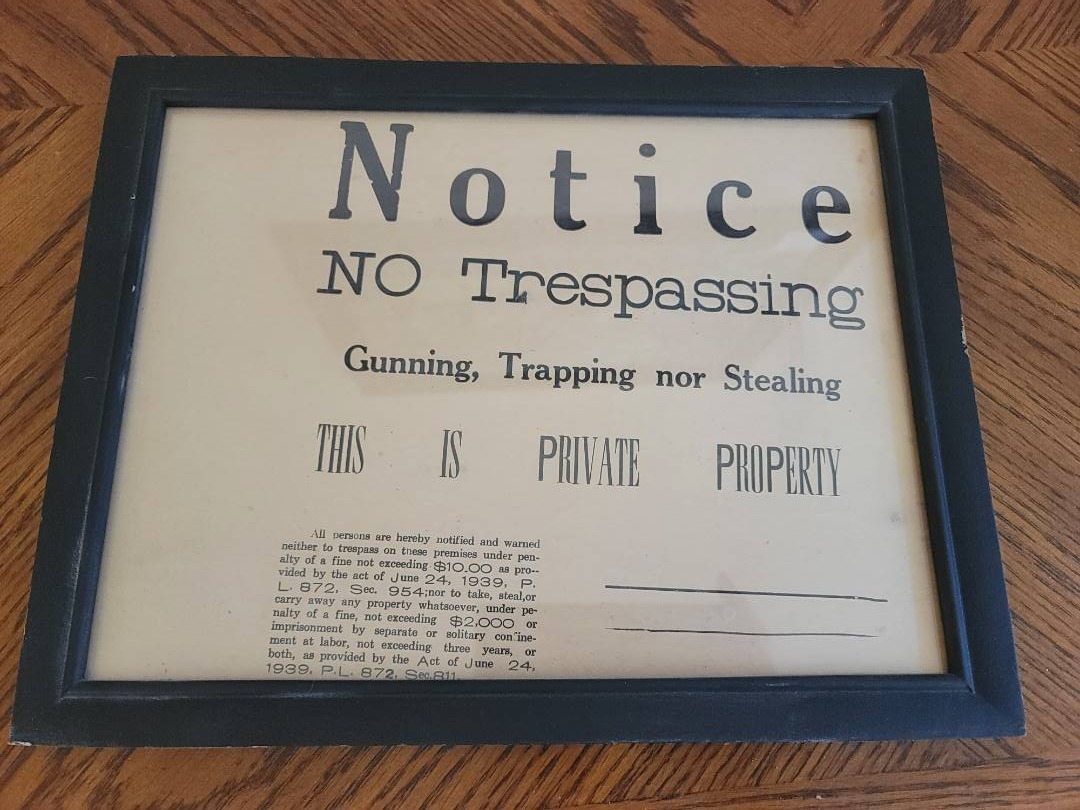 Notice
NO Trespassing
Gunning, Trapping nor Stealing
THIS IS PRIVATE PROPERTY
All persons are hereby notified and warned
neither to trespass on tnese premises under pen-
alty of a fine not exceeding $10.00 as pro--
vided by the act of June 24, 1939, P.
L. 872, Sec. 954;nor to take, steal,or
carry away any property whatsoever, under pe-
nalty of a fine, not exceeding $2,000 or
imprisonment by separate or solitary confine-
ment at labor, not exceeding three years, or
both, as provided by the Act of June 24,
1939, P.L. 872, Sec.811.